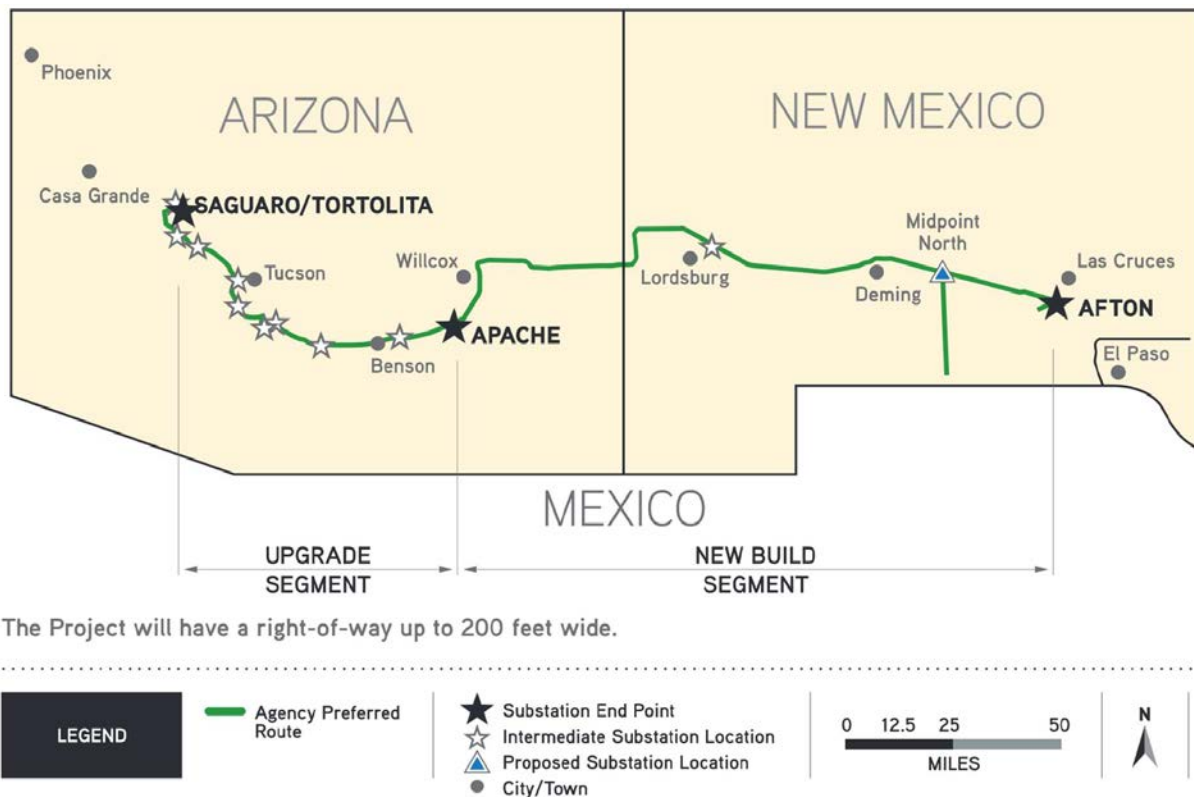 Phoenix
ARIZONA
NEW MEXICO
Casa Grande
SAGUARO/TORTOLITA
Midpoint
North
Tucson
Willcox
Lordsburg
Deming
Las Cruces
AFTON
APACHE
Benson
El Paso
MEXICO
UPGRADE
SEGMENT
NEW BUILD
SEGMENT
The Project will have a right-of-way up to 200 feet wide.
LEGEND
Agency Preferred
Route
Substation End Point
Intermediate Substation Location
Proposed Substation Location
City/Town
0 12.5 25 50
MILES
N